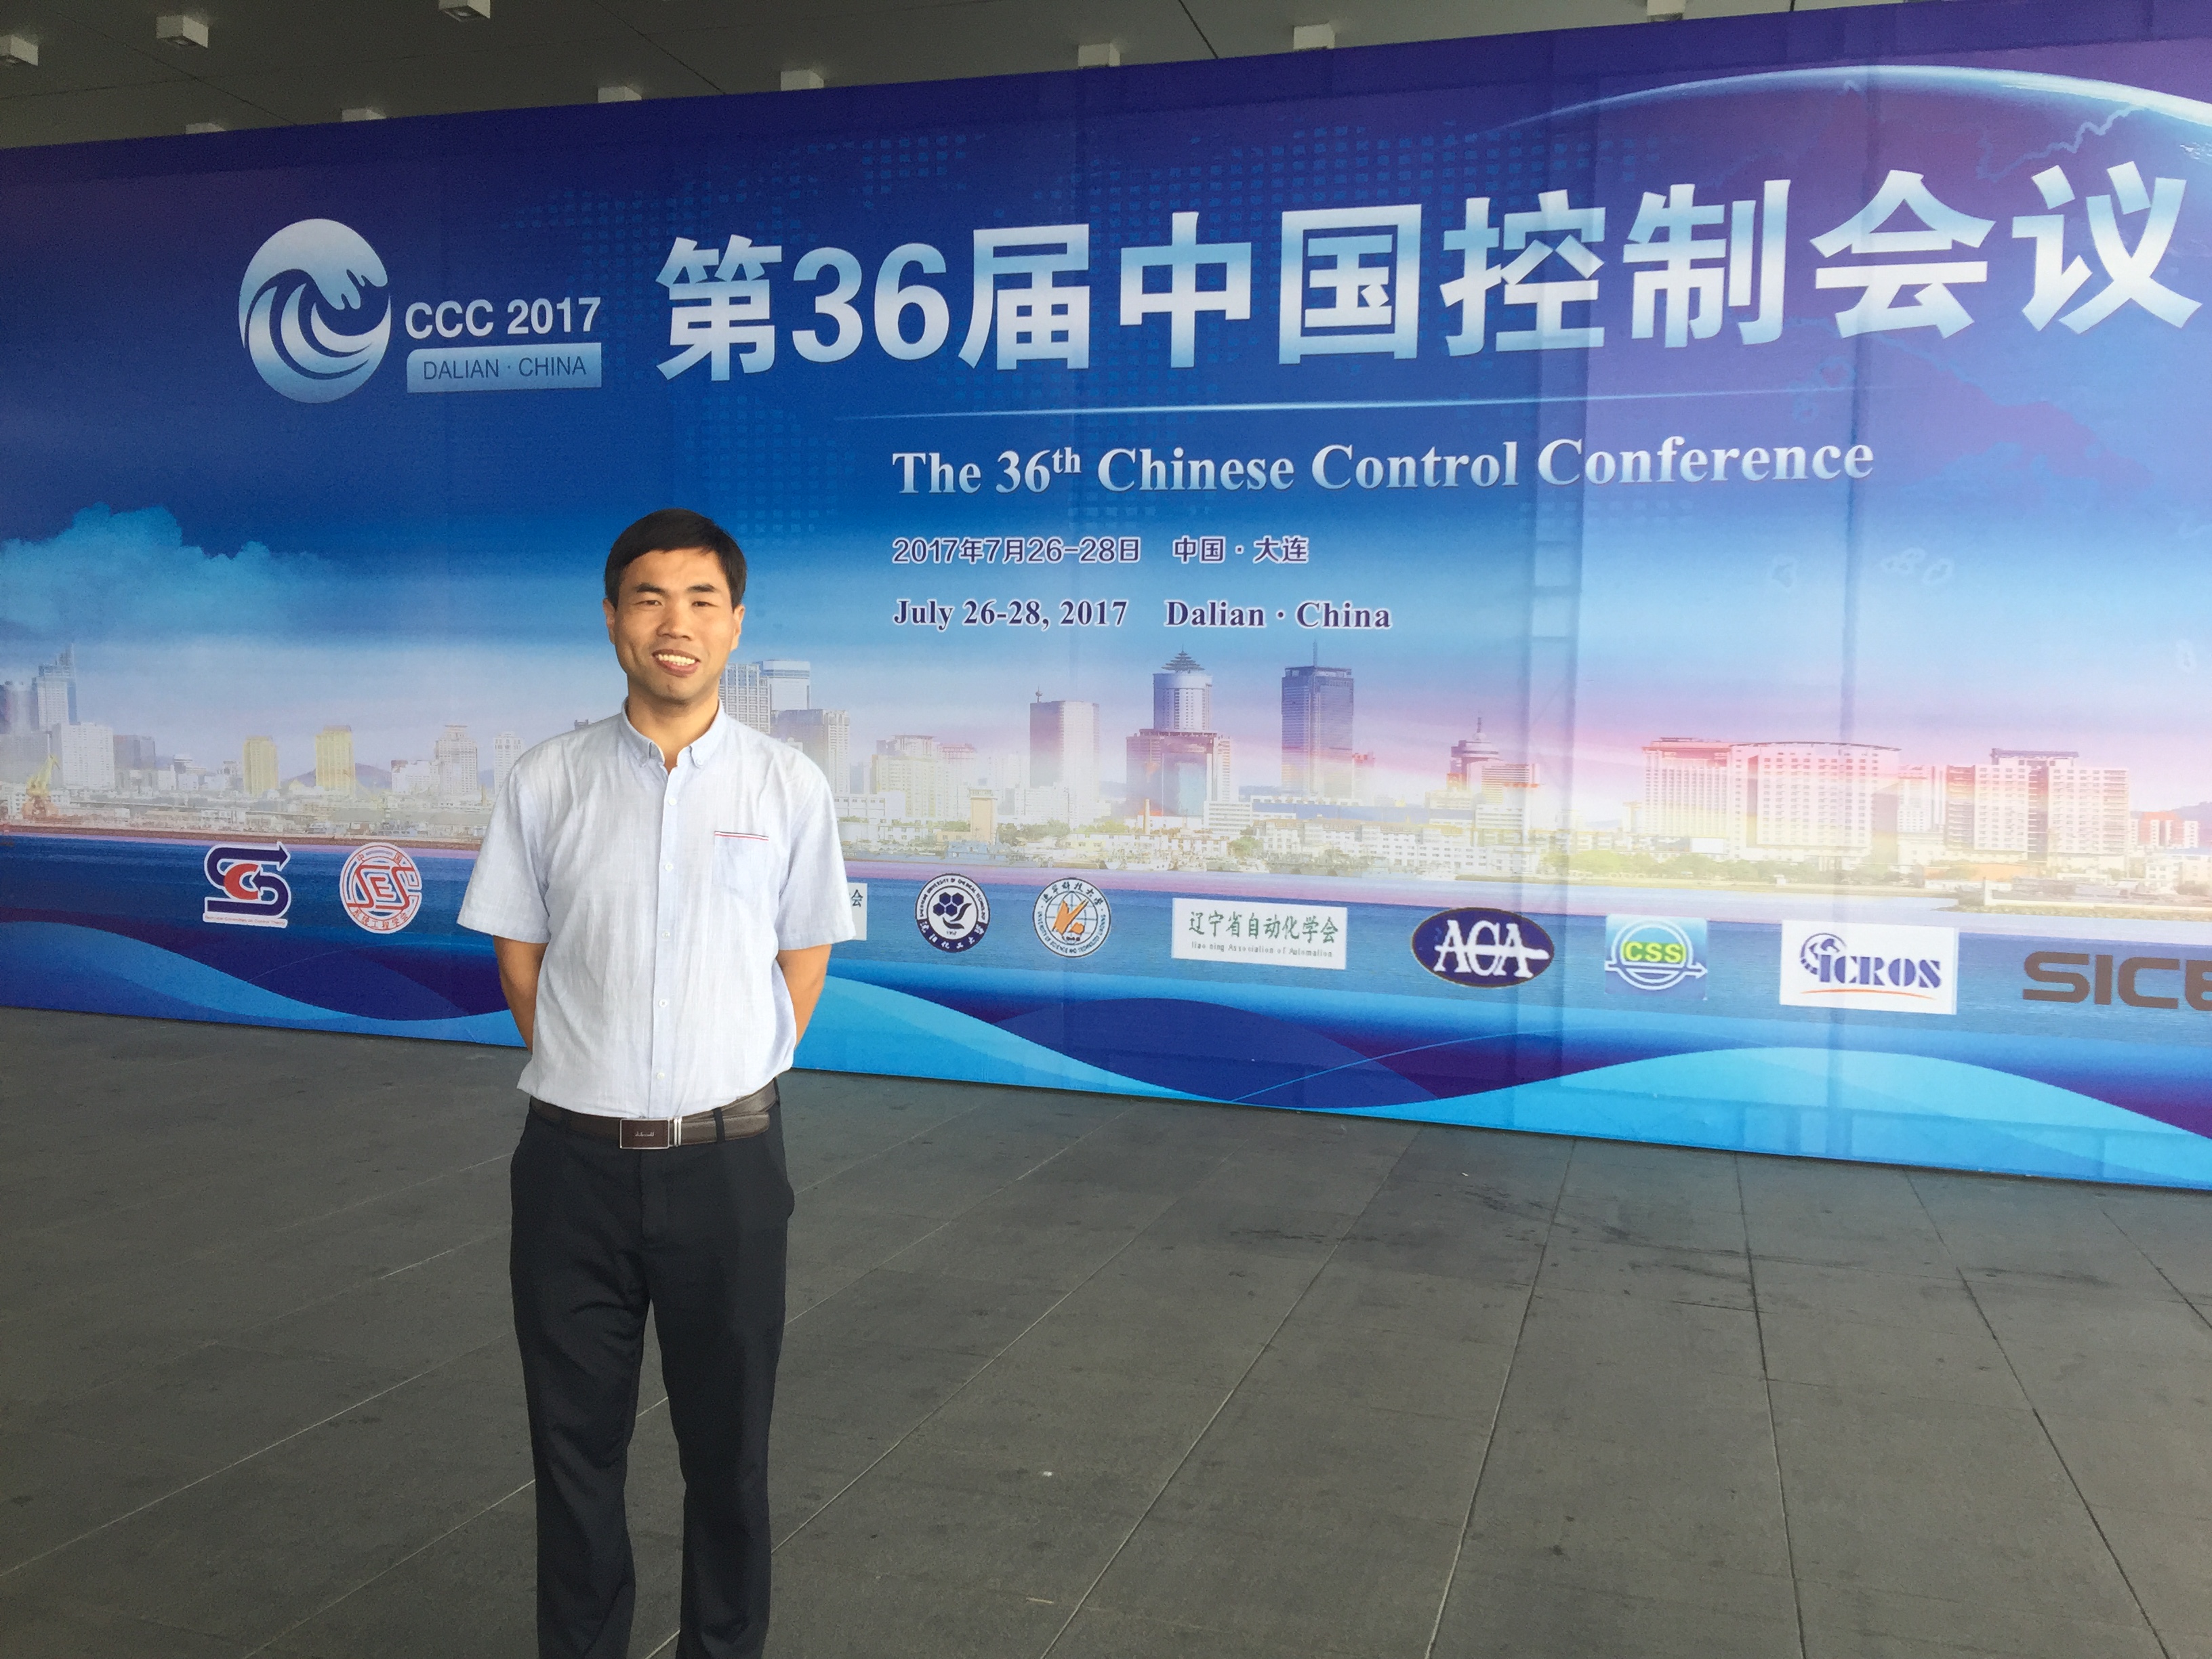 CCC 2017
DALIAN · CHINA
第36届中国控制会议
The 36th Chinese Control Conference
2017年7月26-28日 中国·大连
July 26-28, 2017 Dalian · China
SES
会
辽宁省自动化学会
ACA
CSS
ICROS
SICE